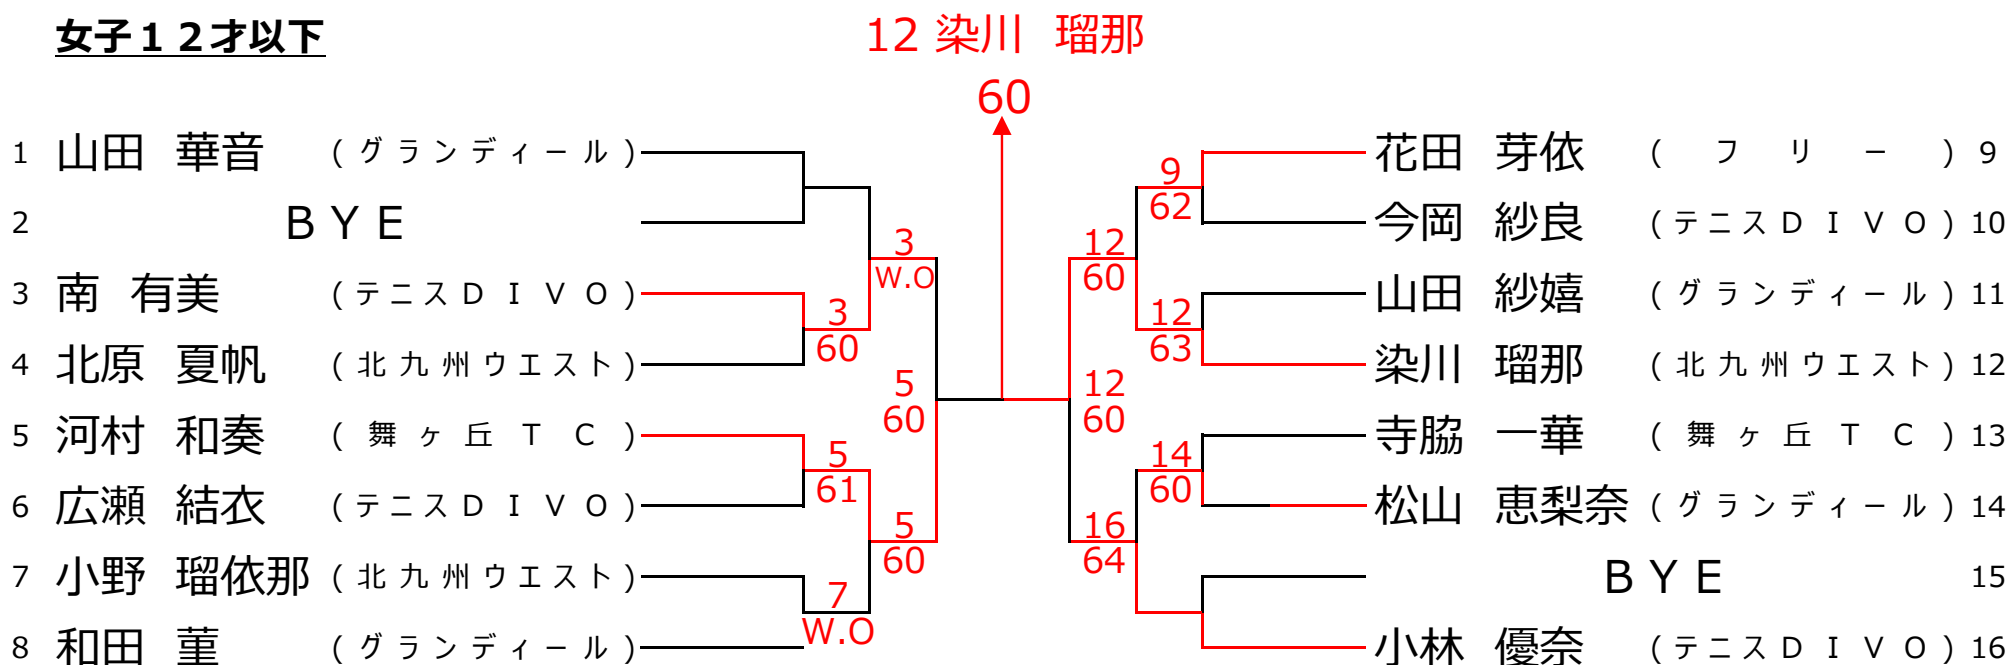 女子１２才以下
12 染川 瑠那
60
1 山田 華音 (グランディール)
2 ＢＹＥ
3 南 有美 (テニスＤＩＶＯ)
4 北原 夏帆 (北九州ウエスト)
5 河村 和奏 (舞ヶ丘ＴＣ)
6 広瀬 結衣 (テニスＤＩＶＯ)
7 小野 瑠依那 (北九州ウエスト)
8 和田 菫 (グランディール)
3
W.O
3
60
5
60
5
61
5
60
7
W.O
9
62
12
60
12
63
12
60
14
60
16
64
花田 芽依 (フリー) 9
今岡 紗良 (テニスＤＩＶＯ) 10
山田 紗嬉 (グランディール) 11
染川 瑠那 (北九州ウエスト) 12
寺脇 一華 (舞ヶ丘ＴＣ) 13
松山 恵梨奈 (グランディール) 14
ＢＹＥ 15
小林 優奈 (テニスＤＩＶＯ) 16